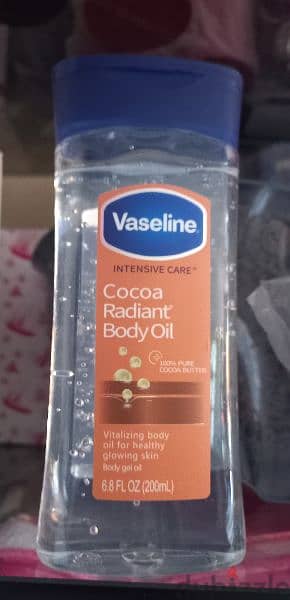 Vaseline
INTENSIVE CARE™
Cocoa
Radiant®
Body Oil
100% PURE
COCOA BUTTER
Vitalizing body
oil for healthy
glowing skin
Body gel oil
6.8 FL OZ (200mL)
dubizzle